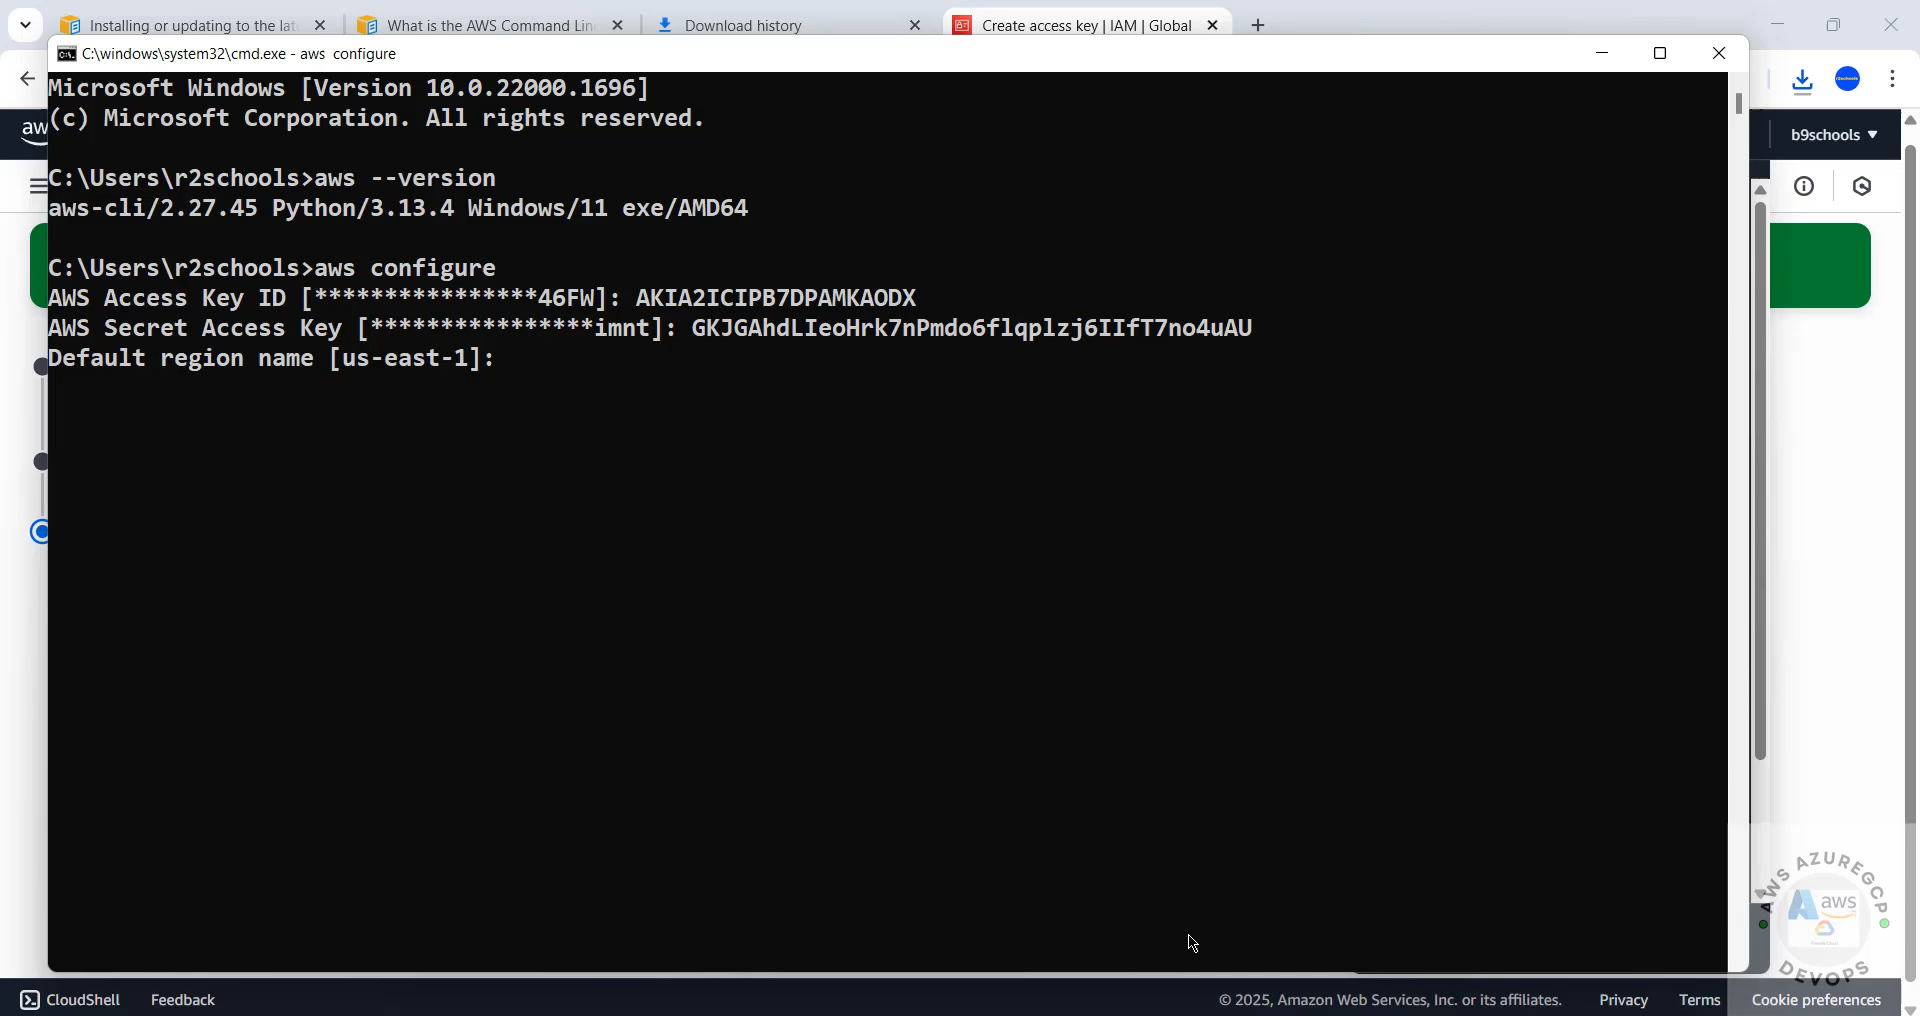 Installing or updating to the lat
What is the AWS Command Lin
Download history
Create access key | IAM | Global
C:\windows\system32\cmd.exe - aws  configure
Microsoft Windows [Version 10.0.22000.1696]
(c) Microsoft Corporation. All rights reserved.
C:\Users\r2schools>aws --version
aws-cli/2.27.45 Python/3.13.4 Windows/11 exe/AMD64
C:\Users\r2schools>aws configure
AWS Access Key ID [****************46FW]: AKIA2ICIPB7DPAMKAODX
AWS Secret Access Key [****************imnt]: 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
Default region name [us-east-1]:
aw
b9schools
AWS AZURE GCP
aws
DEVOPS
CloudShell
Feedback
© 2025, Amazon Web Services, Inc. or its affiliates.
Privacy
Terms
Cookie preferences